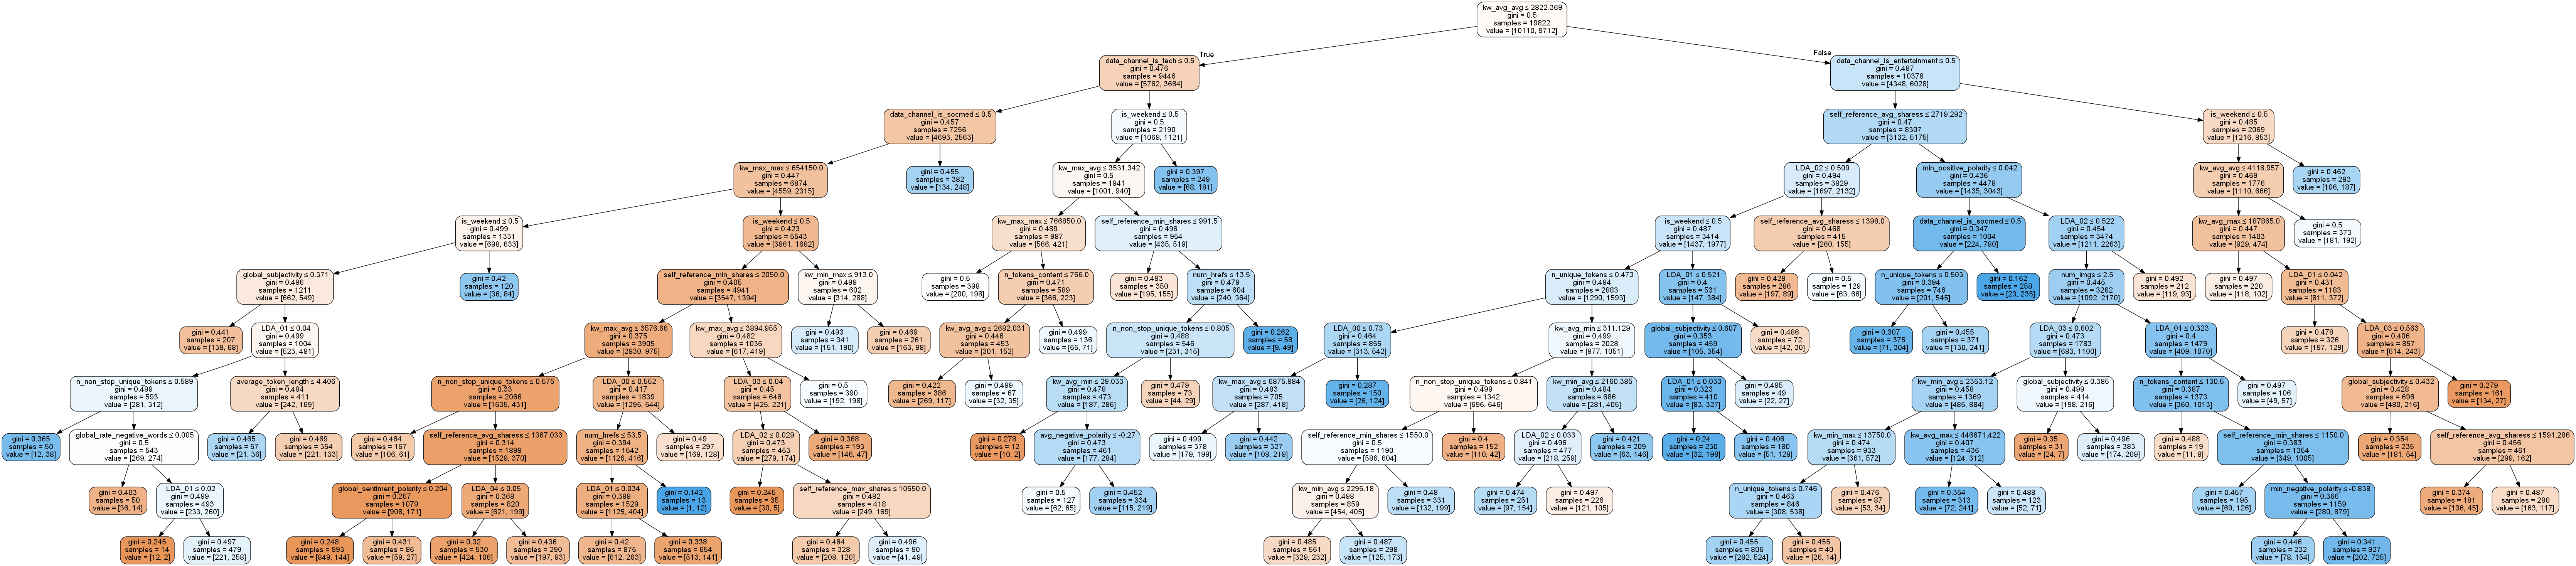 kw_avg_avg ≤ 2822.369
gini = 0.5
samples = 19822
value = [10110, 9712]
True
False
data_channel_is_tech ≤ 0.5
gini = 0.476
samples = 9446
value = [5762, 3684]
data_channel_is_entertainment ≤ 0.5
gini = 0.487
samples = 10376
value = [4348, 6028]
data_channel_is_socmed ≤ 0.5
gini = 0.457
samples = 7256
value = [4693, 2563]
is_weekend ≤ 0.5
gini = 0.5
samples = 2190
value = [1069, 1121]
self_reference_avg_sharess ≤ 2719.292
gini = 0.47
samples = 8307
value = [3132, 5175]
is_weekend ≤ 0.5
gini = 0.485
samples = 2069
value = [1216, 853]
kw_max_max ≤ 654150.0
gini = 0.447
samples = 6874
value = [4559, 2315]
gini = 0.455
samples = 382
value = [134, 248]
kw_max_avg ≤ 3531.342
gini = 0.5
samples = 1941
value = [1001, 940]
gini = 0.397
samples = 249
value = [68, 181]
LDA_02 ≤ 0.509
gini = 0.494
samples = 3829
value = [1697, 2132]
min_positive_polarity ≤ 0.042
gini = 0.436
samples = 4478
value = [1435, 3043]
kw_avg_avg ≤ 4118.957
gini = 0.469
samples = 1776
value = [1110, 666]
gini = 0.462
samples = 293
value = [106, 187]
is_weekend ≤ 0.5
gini = 0.499
samples = 1331
value = [698, 633]
is_weekend ≤ 0.5
gini = 0.423
samples = 5543
value = [3861, 1682]
kw_max_max ≤ 766850.0
gini = 0.489
samples = 987
value = [566, 421]
self_reference_min_shares ≤ 991.5
gini = 0.496
samples = 954
value = [435, 519]
is_weekend ≤ 0.5
gini = 0.487
samples = 3414
value = [1437, 1977]
self_reference_avg_sharess ≤ 1398.0
gini = 0.468
samples = 415
value = [260, 155]
data_channel_is_socmed ≤ 0.5
gini = 0.347
samples = 1004
value = [224, 780]
LDA_02 ≤ 0.522
gini = 0.454
samples = 3474
value = [1211, 2263]
kw_avg_max ≤ 187865.0
gini = 0.447
samples = 1403
value = [929, 474]
gini = 0.5
samples = 373
value = [181, 192]
global_subjectivity ≤ 0.371
gini = 0.496
samples = 1211
value = [662, 549]
gini = 0.42
samples = 120
value = [36, 84]
self_reference_min_shares ≤ 2050.0
gini = 0.405
samples = 4941
value = [3547, 1394]
kw_min_max ≤ 913.0
gini = 0.499
samples = 602
value = [314, 288]
gini = 0.5
samples = 398
value = [200, 198]
n_tokens_content ≤ 766.0
gini = 0.471
samples = 589
value = [366, 223]
gini = 0.493
samples = 350
value = [195, 155]
num_hrefs ≤ 13.5
gini = 0.479
samples = 604
value = [240, 364]
n_unique_tokens ≤ 0.473
gini = 0.494
samples = 2883
value = [1290, 1593]
LDA_01 ≤ 0.521
gini = 0.4
samples = 531
value = [147, 384]
gini = 0.429
samples = 286
value = [197, 89]
gini = 0.5
samples = 129
value = [63, 66]
n_unique_tokens ≤ 0.503
gini = 0.394
samples = 746
value = [201, 545]
gini = 0.162
samples = 258
value = [23, 235]
num_imgs ≤ 2.5
gini = 0.445
samples = 3262
value = [1092, 2170]
gini = 0.492
samples = 212
value = [119, 93]
gini = 0.497
samples = 220
value = [118, 102]
LDA_01 ≤ 0.042
gini = 0.431
samples = 1183
value = [811, 372]
gini = 0.441
samples = 207
value = [139, 68]
LDA_01 ≤ 0.04
gini = 0.499
samples = 1004
value = [523, 481]
kw_max_avg ≤ 3576.66
gini = 0.375
samples = 3905
value = [2930, 975]
kw_max_avg ≤ 3894.955
gini = 0.482
samples = 1036
value = [617, 419]
gini = 0.493
samples = 341
value = [151, 190]
gini = 0.469
samples = 261
value = [163, 98]
kw_avg_avg ≤ 2682.031
gini = 0.446
samples = 453
value = [301, 152]
gini = 0.499
samples = 136
value = [65, 71]
n_non_stop_unique_tokens ≤ 0.805
gini = 0.488
samples = 546
value = [231, 315]
gini = 0.262
samples = 58
value = [9, 49]
LDA_00 ≤ 0.73
gini = 0.464
samples = 855
value = [313, 542]
kw_avg_min ≤ 311.129
gini = 0.499
samples = 2028
value = [977, 1051]
global_subjectivity ≤ 0.607
gini = 0.353
samples = 459
value = [105, 354]
gini = 0.486
samples = 72
value = [42, 30]
gini = 0.307
samples = 375
value = [71, 304]
gini = 0.455
samples = 371
value = [130, 241]
LDA_03 ≤ 0.602
gini = 0.473
samples = 1783
value = [683, 1100]
LDA_01 ≤ 0.323
gini = 0.4
samples = 1479
value = [409, 1070]
gini = 0.478
samples = 326
value = [197, 129]
LDA_03 ≤ 0.563
gini = 0.406
samples = 857
value = [614, 243]
n_non_stop_unique_tokens ≤ 0.589
gini = 0.499
samples = 593
value = [281, 312]
average_token_length ≤ 4.406
gini = 0.484
samples = 411
value = [242, 169]
n_non_stop_unique_tokens ≤ 0.575
gini = 0.33
samples = 2066
value = [1635, 431]
LDA_00 ≤ 0.552
gini = 0.417
samples = 1839
value = [1295, 544]
LDA_03 ≤ 0.04
gini = 0.45
samples = 646
value = [425, 221]
gini = 0.5
samples = 390
value = [192, 198]
gini = 0.422
samples = 386
value = [269, 117]
gini = 0.499
samples = 67
value = [32, 35]
kw_avg_min ≤ 29.033
gini = 0.478
samples = 473
value = [187, 286]
gini = 0.479
samples = 73
value = [44, 29]
kw_max_avg ≤ 6875.984
gini = 0.483
samples = 705
value = [287, 418]
gini = 0.287
samples = 150
value = [26, 124]
n_non_stop_unique_tokens ≤ 0.841
gini = 0.499
samples = 1342
value = [696, 646]
kw_min_avg ≤ 2160.385
gini = 0.484
samples = 686
value = [281, 405]
LDA_01 ≤ 0.033
gini = 0.323
samples = 410
value = [83, 327]
gini = 0.495
samples = 49
value = [22, 27]
kw_min_avg ≤ 2353.12
gini = 0.458
samples = 1369
value = [485, 884]
global_subjectivity ≤ 0.385
gini = 0.499
samples = 414
value = [198, 216]
n_tokens_content ≤ 130.5
gini = 0.387
samples = 1373
value = [360, 1013]
gini = 0.497
samples = 106
value = [49, 57]
global_subjectivity ≤ 0.432
gini = 0.428
samples = 696
value = [480, 216]
gini = 0.279
samples = 161
value = [134, 27]
gini = 0.365
samples = 50
value = [12, 38]
global_rate_negative_words ≤ 0.005
gini = 0.5
samples = 543
value = [269, 274]
gini = 0.465
samples = 57
value = [21, 36]
gini = 0.469
samples = 354
value = [221, 133]
gini = 0.464
samples = 167
value = [106, 61]
self_reference_avg_sharess ≤ 1367.033
gini = 0.314
samples = 1899
value = [1529, 370]
num_hrefs ≤ 53.5
gini = 0.394
samples = 1542
value = [1126, 416]
gini = 0.49
samples = 297
value = [169, 128]
LDA_02 ≤ 0.029
gini = 0.473
samples = 453
value = [279, 174]
gini = 0.368
samples = 193
value = [146, 47]
gini = 0.278
samples = 12
value = [10, 2]
avg_negative_polarity ≤ -0.27
gini = 0.473
samples = 461
value = [177, 284]
gini = 0.499
samples = 378
value = [179, 199]
gini = 0.442
samples = 327
value = [108, 219]
self_reference_min_shares ≤ 1550.0
gini = 0.5
samples = 1190
value = [586, 604]
gini = 0.4
samples = 152
value = [110, 42]
LDA_02 ≤ 0.033
gini = 0.496
samples = 477
value = [218, 259]
gini = 0.421
samples = 209
value = [63, 146]
gini = 0.24
samples = 230
value = [32, 198]
gini = 0.406
samples = 180
value = [51, 129]
kw_min_max ≤ 13750.0
gini = 0.474
samples = 933
value = [361, 572]
kw_avg_max ≤ 446671.422
gini = 0.407
samples = 436
value = [124, 312]
gini = 0.35
samples = 31
value = [24, 7]
gini = 0.496
samples = 383
value = [174, 209]
gini = 0.488
samples = 19
value = [11, 8]
self_reference_min_shares ≤ 1150.0
gini = 0.383
samples = 1354
value = [349, 1005]
gini = 0.354
samples = 235
value = [181, 54]
self_reference_avg_sharess ≤ 1591.286
gini = 0.456
samples = 461
value = [299, 162]
gini = 0.403
samples = 50
value = [36, 14]
LDA_01 ≤ 0.02
gini = 0.499
samples = 493
value = [233, 260]
global_sentiment_polarity ≤ 0.204
gini = 0.267
samples = 1079
value = [908, 171]
LDA_04 ≤ 0.05
gini = 0.368
samples = 820
value = [621, 199]
LDA_01 ≤ 0.034
gini = 0.389
samples = 1529
value = [1125, 404]
gini = 0.142
samples = 13
value = [1, 12]
gini = 0.245
samples = 35
value = [30, 5]
self_reference_max_shares ≤ 10550.0
gini = 0.482
samples = 418
value = [249, 169]
gini = 0.5
samples = 127
value = [62, 65]
gini = 0.452
samples = 334
value = [115, 219]
kw_min_avg ≤ 2295.18
gini = 0.498
samples = 859
value = [454, 405]
gini = 0.48
samples = 331
value = [132, 199]
gini = 0.474
samples = 251
value = [97, 154]
gini = 0.497
samples = 226
value = [121, 105]
n_unique_tokens ≤ 0.746
gini = 0.463
samples = 846
value = [308, 538]
gini = 0.476
samples = 87
value = [53, 34]
gini = 0.354
samples = 313
value = [72, 241]
gini = 0.488
samples = 123
value = [52, 71]
gini = 0.457
samples = 195
value = [69, 126]
min_negative_polarity ≤ -0.838
gini = 0.366
samples = 1159
value = [280, 879]
gini = 0.374
samples = 181
value = [136, 45]
gini = 0.487
samples = 280
value = [163, 117]
gini = 0.245
samples = 14
value = [12, 2]
gini = 0.497
samples = 479
value = [221, 258]
gini = 0.248
samples = 993
value = [849, 144]
gini = 0.431
samples = 86
value = [59, 27]
gini = 0.32
samples = 530
value = [424, 106]
gini = 0.436
samples = 290
value = [197, 93]
gini = 0.42
samples = 875
value = [612, 263]
gini = 0.338
samples = 654
value = [513, 141]
gini = 0.464
samples = 328
value = [208, 120]
gini = 0.496
samples = 90
value = [41, 49]
gini = 0.485
samples = 561
value = [329, 232]
gini = 0.487
samples = 298
value = [125, 173]
gini = 0.455
samples = 806
value = [282, 524]
gini = 0.455
samples = 40
value = [26, 14]
gini = 0.446
samples = 232
value = [78, 154]
gini = 0.341
samples = 927
value = [202, 725]